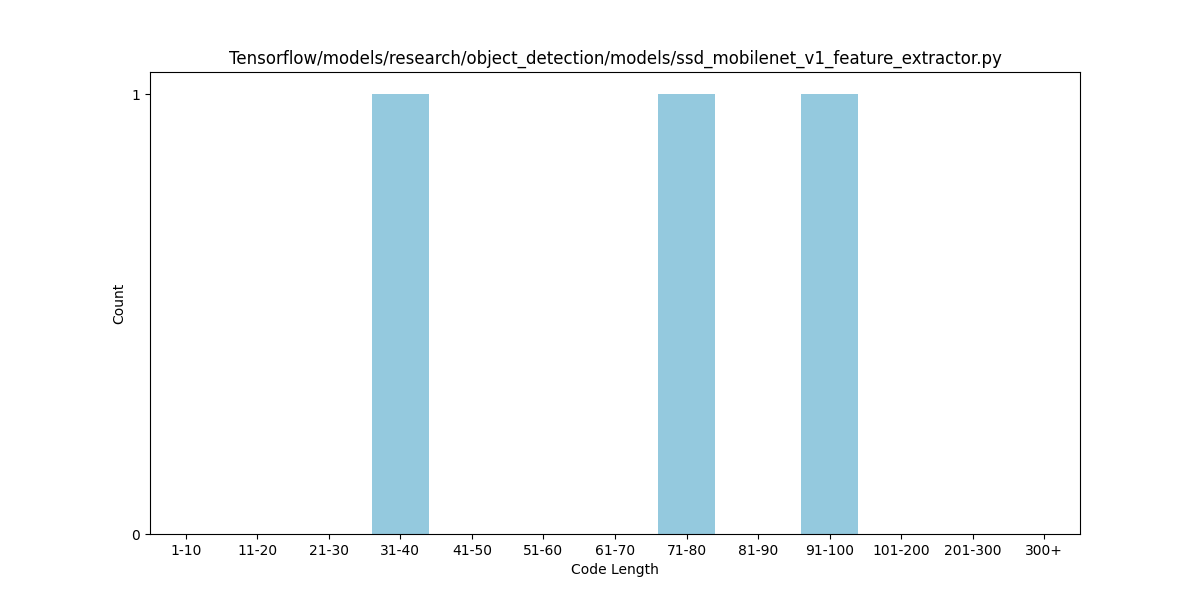 Tensorflow/models/research/object_detection/models/ssd_mobilenet_v1_feature_extractor.py
1
Count
0
1-10 11-20 21-30 31-40 41-50 51-60 61-70 71-80 81-90 91-100 101-200 201-300 300+
Code Length